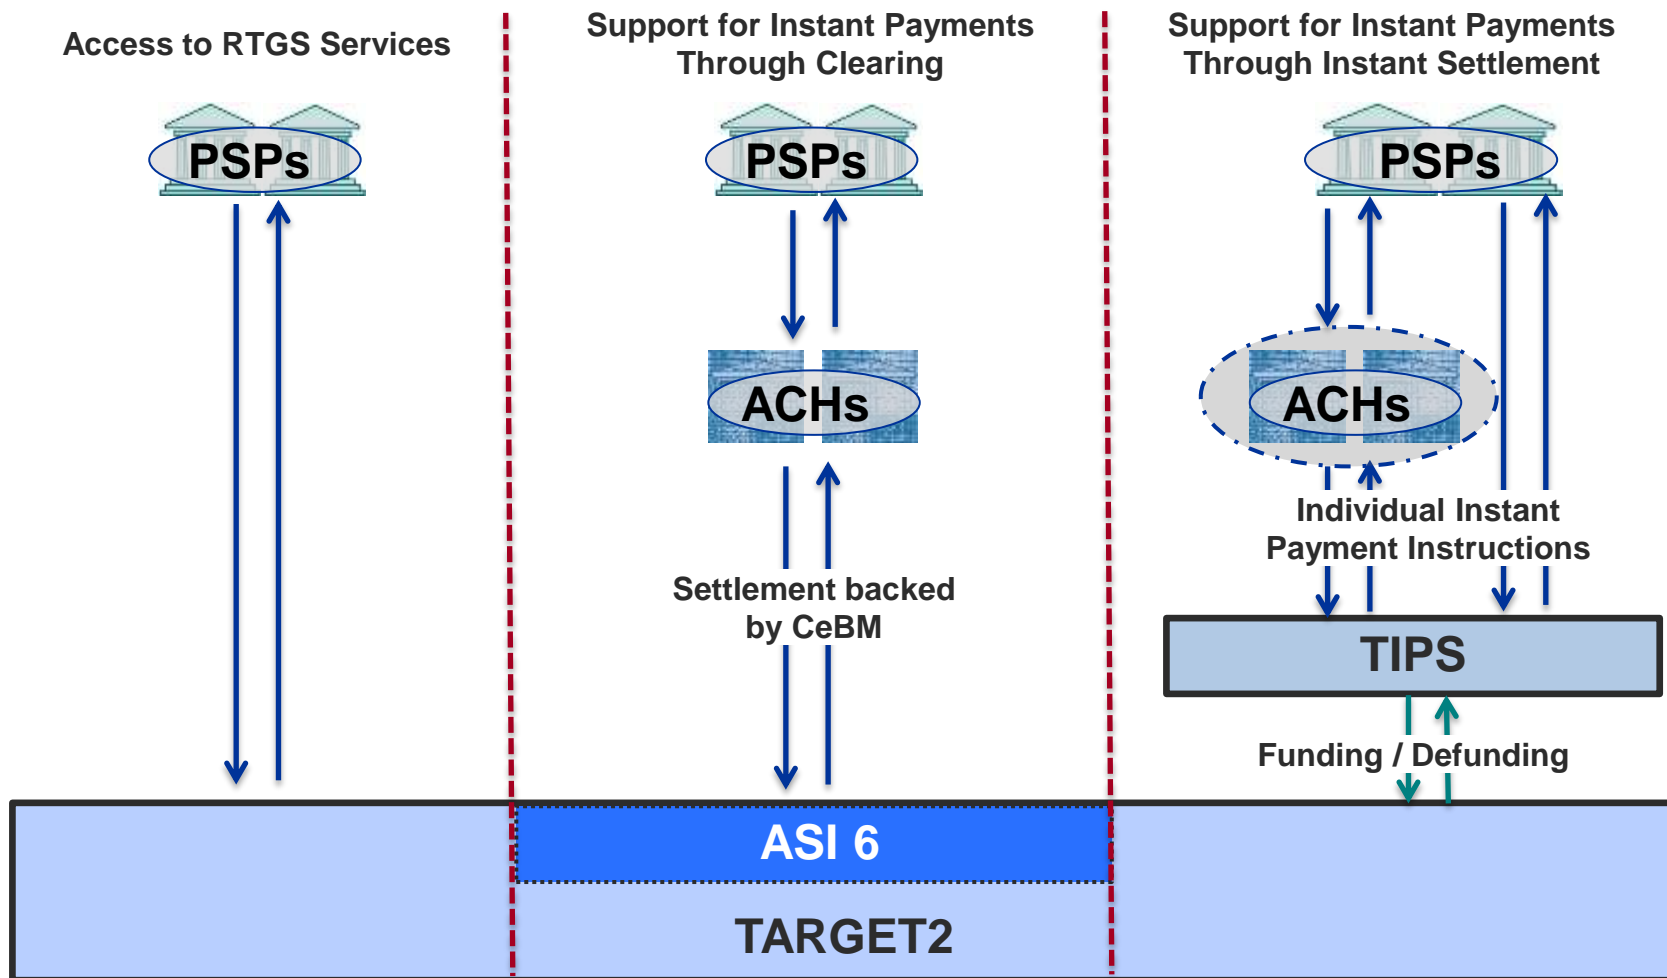 Access to RTGS Services
Support for Instant Payments
Through Clearing
Support for Instant Payments
Through Instant Settlement
PSPs
PSPs
PSPs
ACHs
ACHs
Individual Instant
Payment Instructions
Settlement backed
by CeBM
TIPS
Funding / Defunding
ASI 6
TARGET2